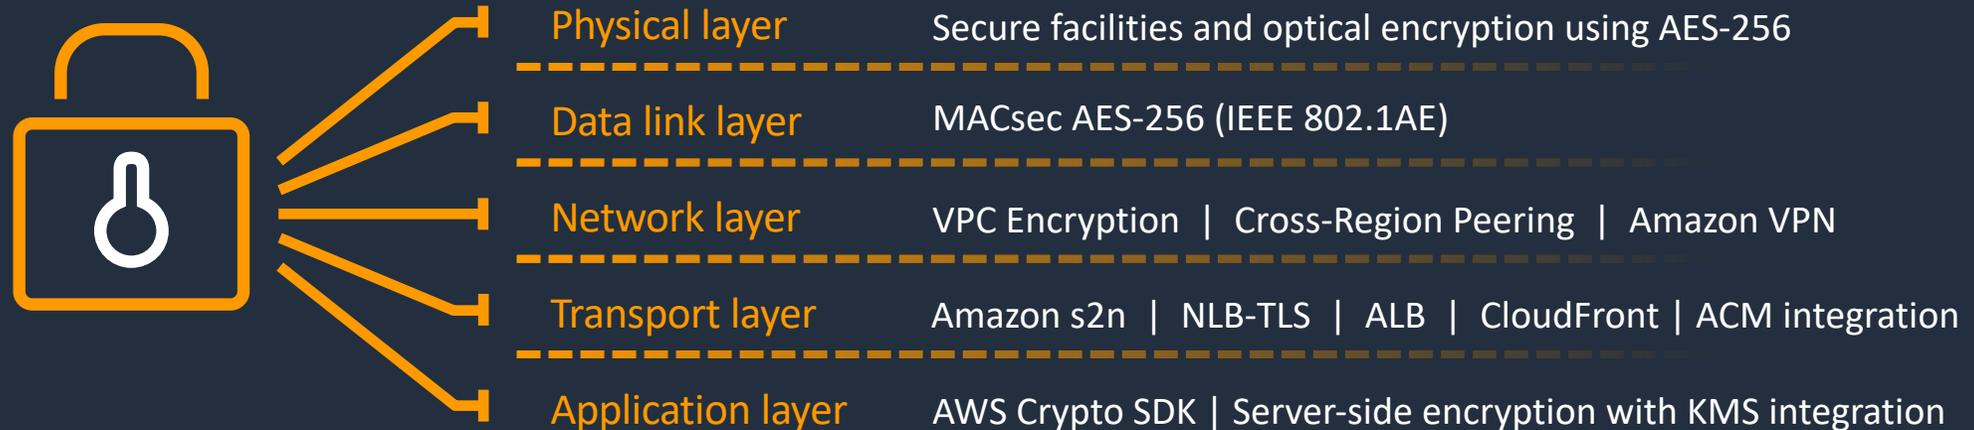 Physical layer Secure facilities and optical encryption using AES-256
Data link layer MACsec AES-256 (IEEE 802.1AE)
Network layer VPC Encryption | Cross-Region Peering | Amazon VPN
Transport layer Amazon s2n | NLB-TLS | ALB | CloudFront | ACM integration
Application layer AWS Crypto SDK | Server-side encryption with KMS integration